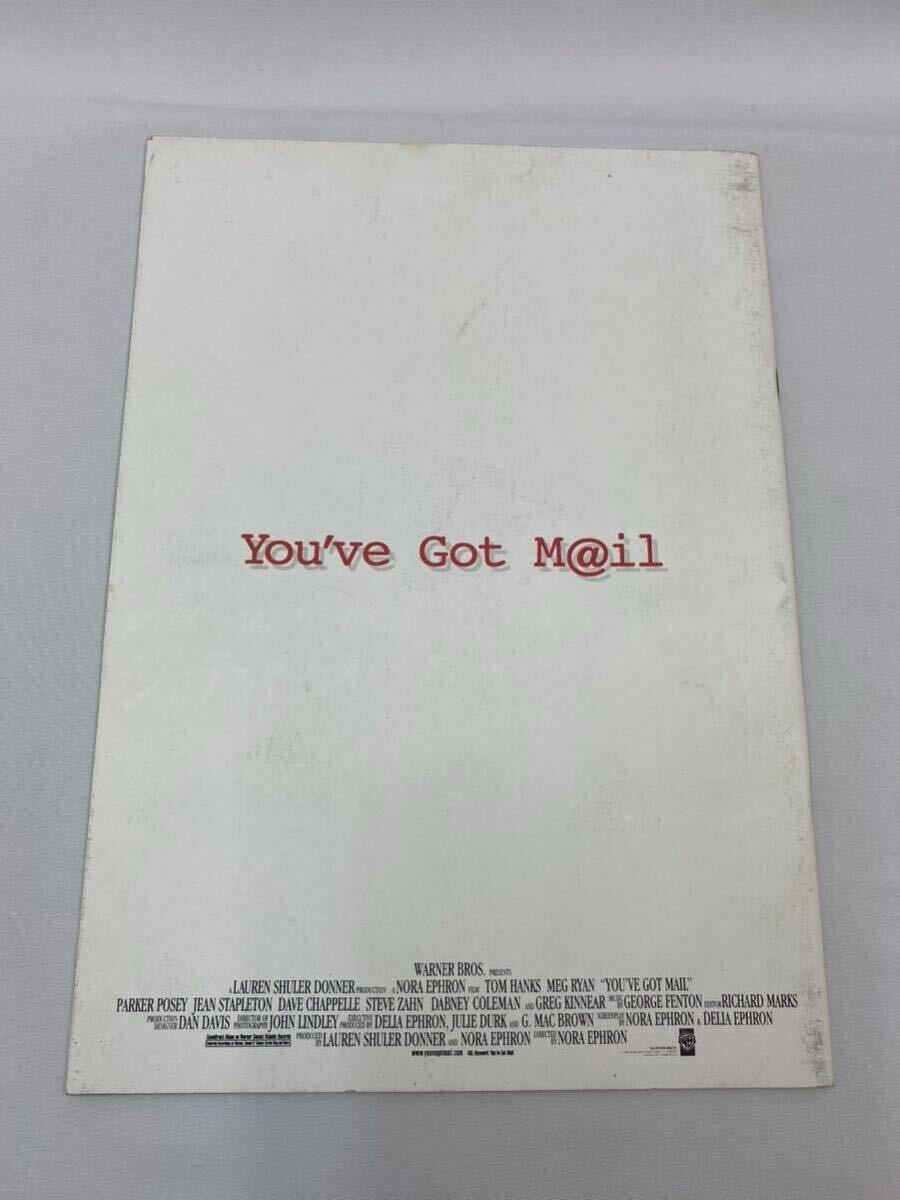 You've Got M@il
WARNER BROS. PRESENTS
A LAUREN SHULER DONNER PRODUCTION A NORA EPHRON FILM TOM HANKS MEG RYAN "YOU'VE GOT MAIL"
PARKER POSEY JEAN STAPLETON DAVE CHAPPELLE STEVE ZAHN DABNEY COLEMAN AND GREG KINNEAR MUSIC BY GEORGE FENTON EDITOR RICHARD MARKS
PRODUCTION DESIGNER DAN DAVIS DIRECTOR OF PHOTOGRAPHY JOHN LINDLEY EXECUTIVE PRODUCED BY DELIA EPHRON, JULIE DURK AND G. MAC BROWN SCREENPLAY BY NORA EPHRON & DELIA EPHRON
PRODUCED BY LAUREN SHULER DONNER AND NORA EPHRON DIRECTED BY NORA EPHRON
www.youvegotmail.com